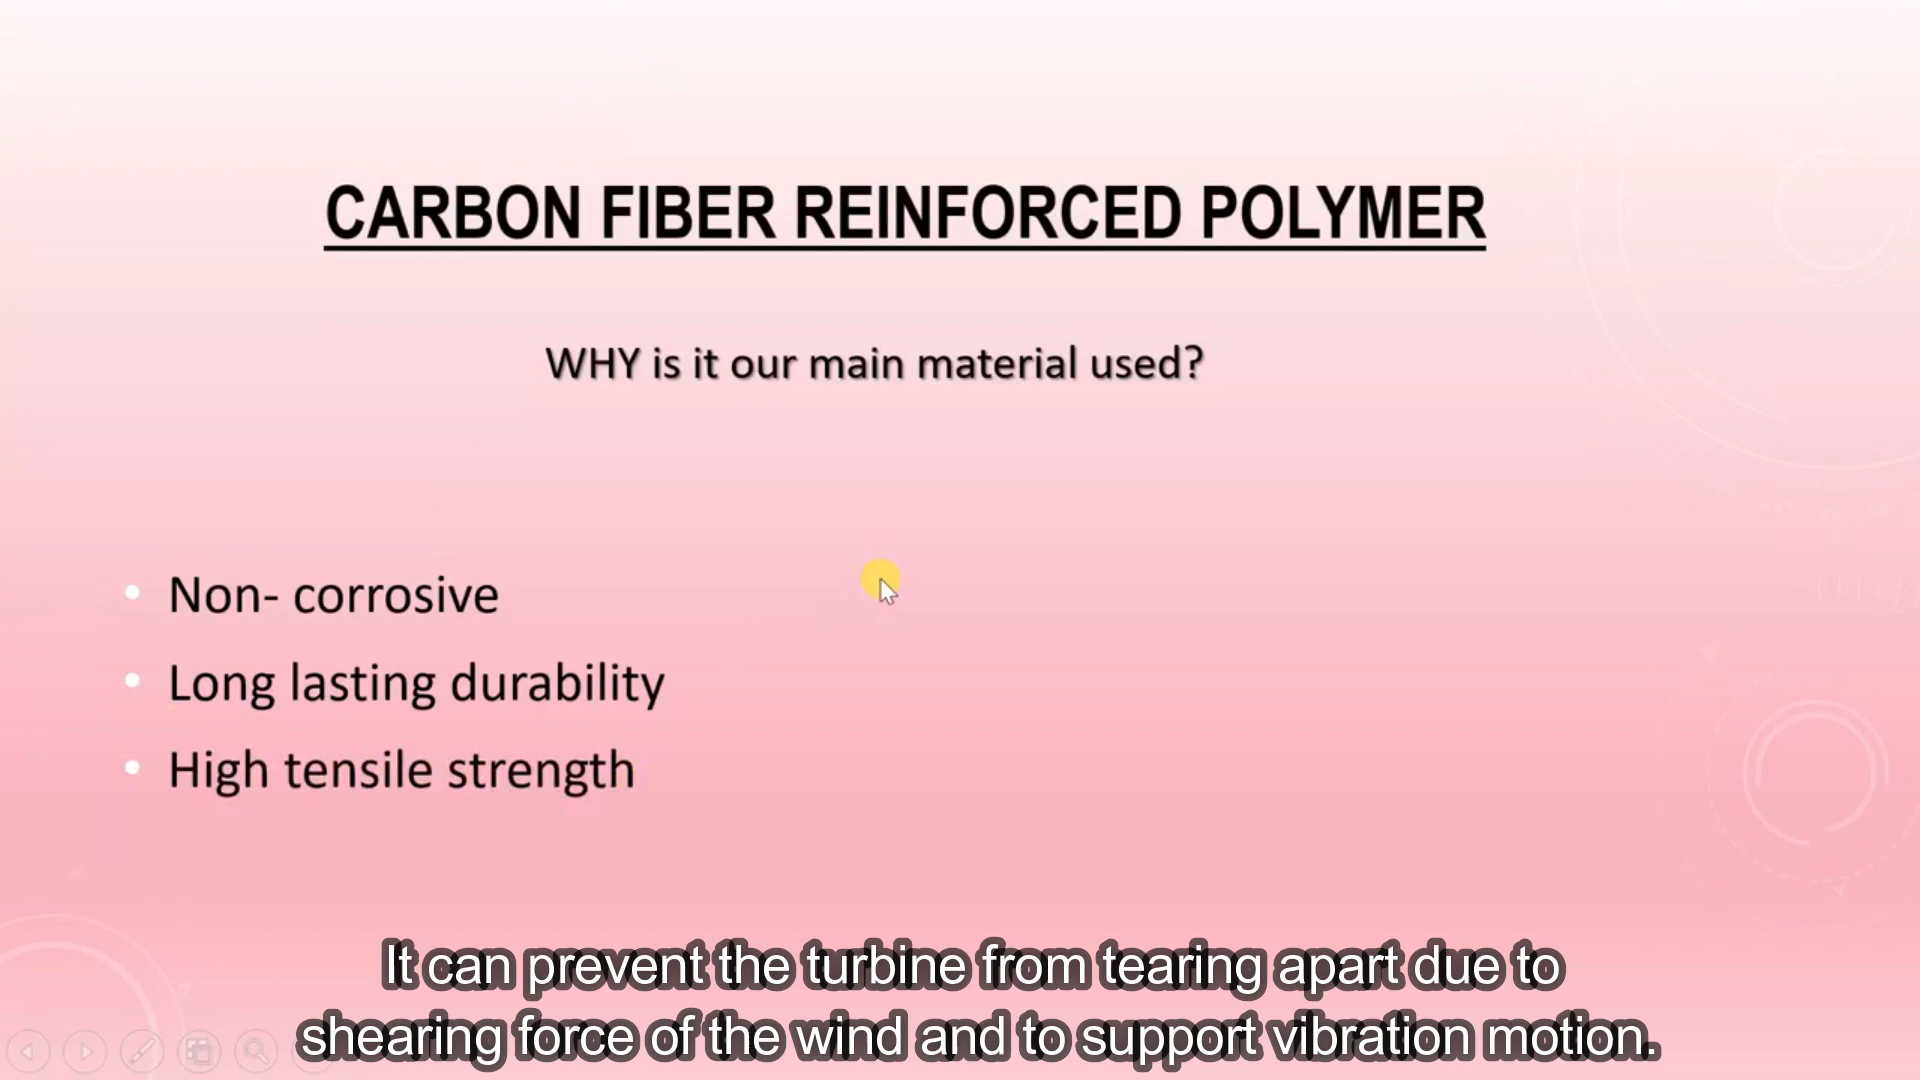 CARBON FIBER REINFORCED POLYMER
WHY is it our main material used?
• Non- corrosive
• Long lasting durability
• High tensile strength
It can prevent the turbine from tearing apart due to
shearing force of the wind and to support vibration motion.